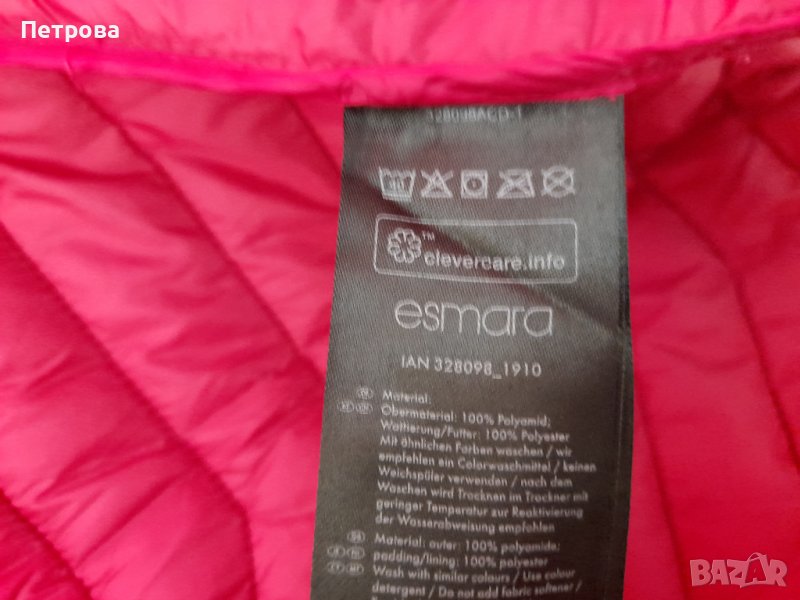 Петрова
clevercare.info
TM
esmara
IAN 328098_1910
Material:
Obermaterial: 100% Polyamid;
Wattierung/Futter: 100% Polyester
Mit ähnlichen Farben waschen / wir
empfehlen ein Colorwaschmittel / keinen
Weichspüler verwenden / nach dem
Waschen wird Trocknen im Trockner mit
geringer Temperatur zur Reaktivierung
der Wasserabweisung empfohlen
Material: outer: 100% polyamide;
padding/lining: 100% polyester
Wash with similar colours / Use colour
detergent / Do not add fabric softener /
BAZAR